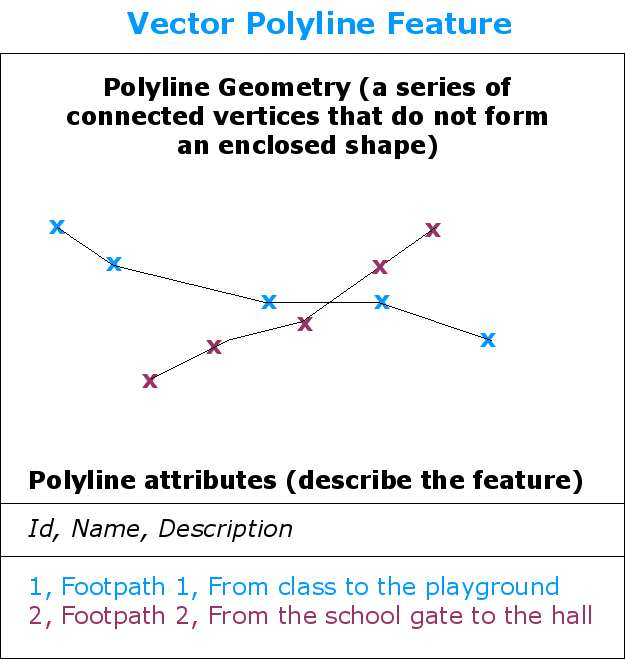 Vector Polyline Feature
Polyline Geometry (a series of
connected vertices that do not form
an enclosed shape)
x
x
x
x
x
x
x
x
x
x
Polyline attributes (describe the feature)
Id, Name, Description
1, Footpath 1, From class to the playground
2, Footpath 2, From the school gate to the hall